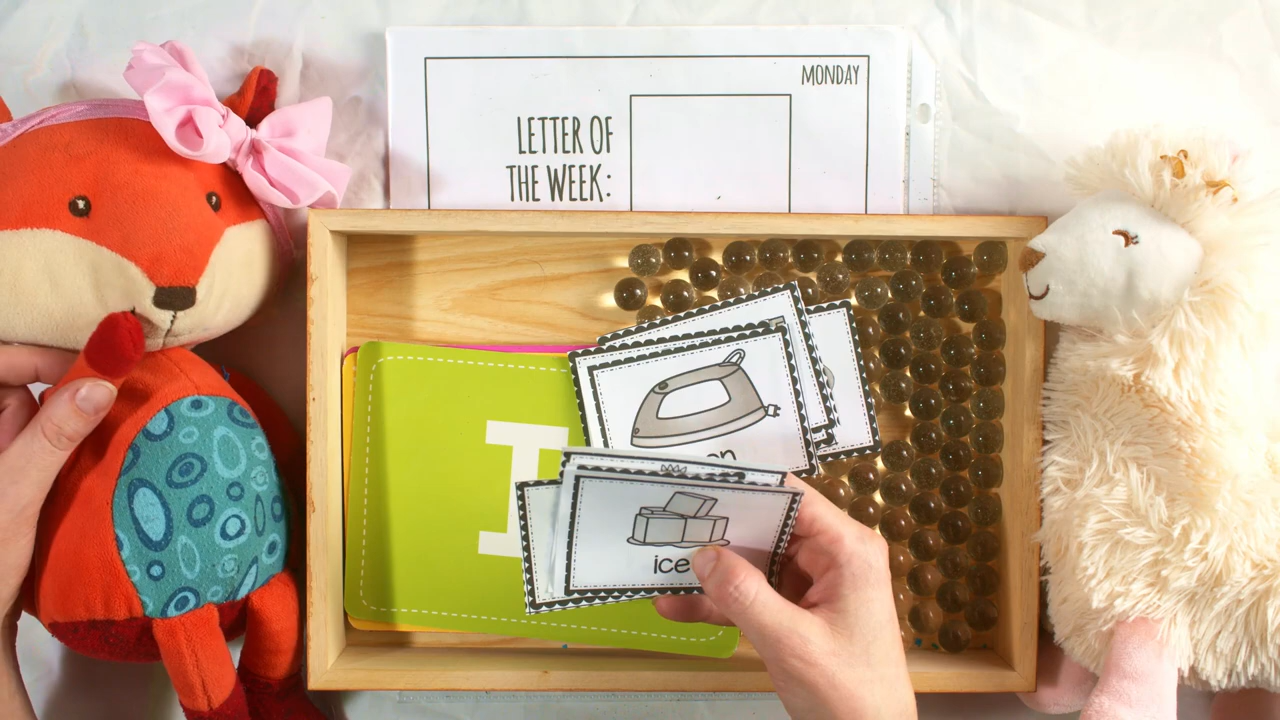 MONDAY
LETTER OF
THE WEEK:
I
ice